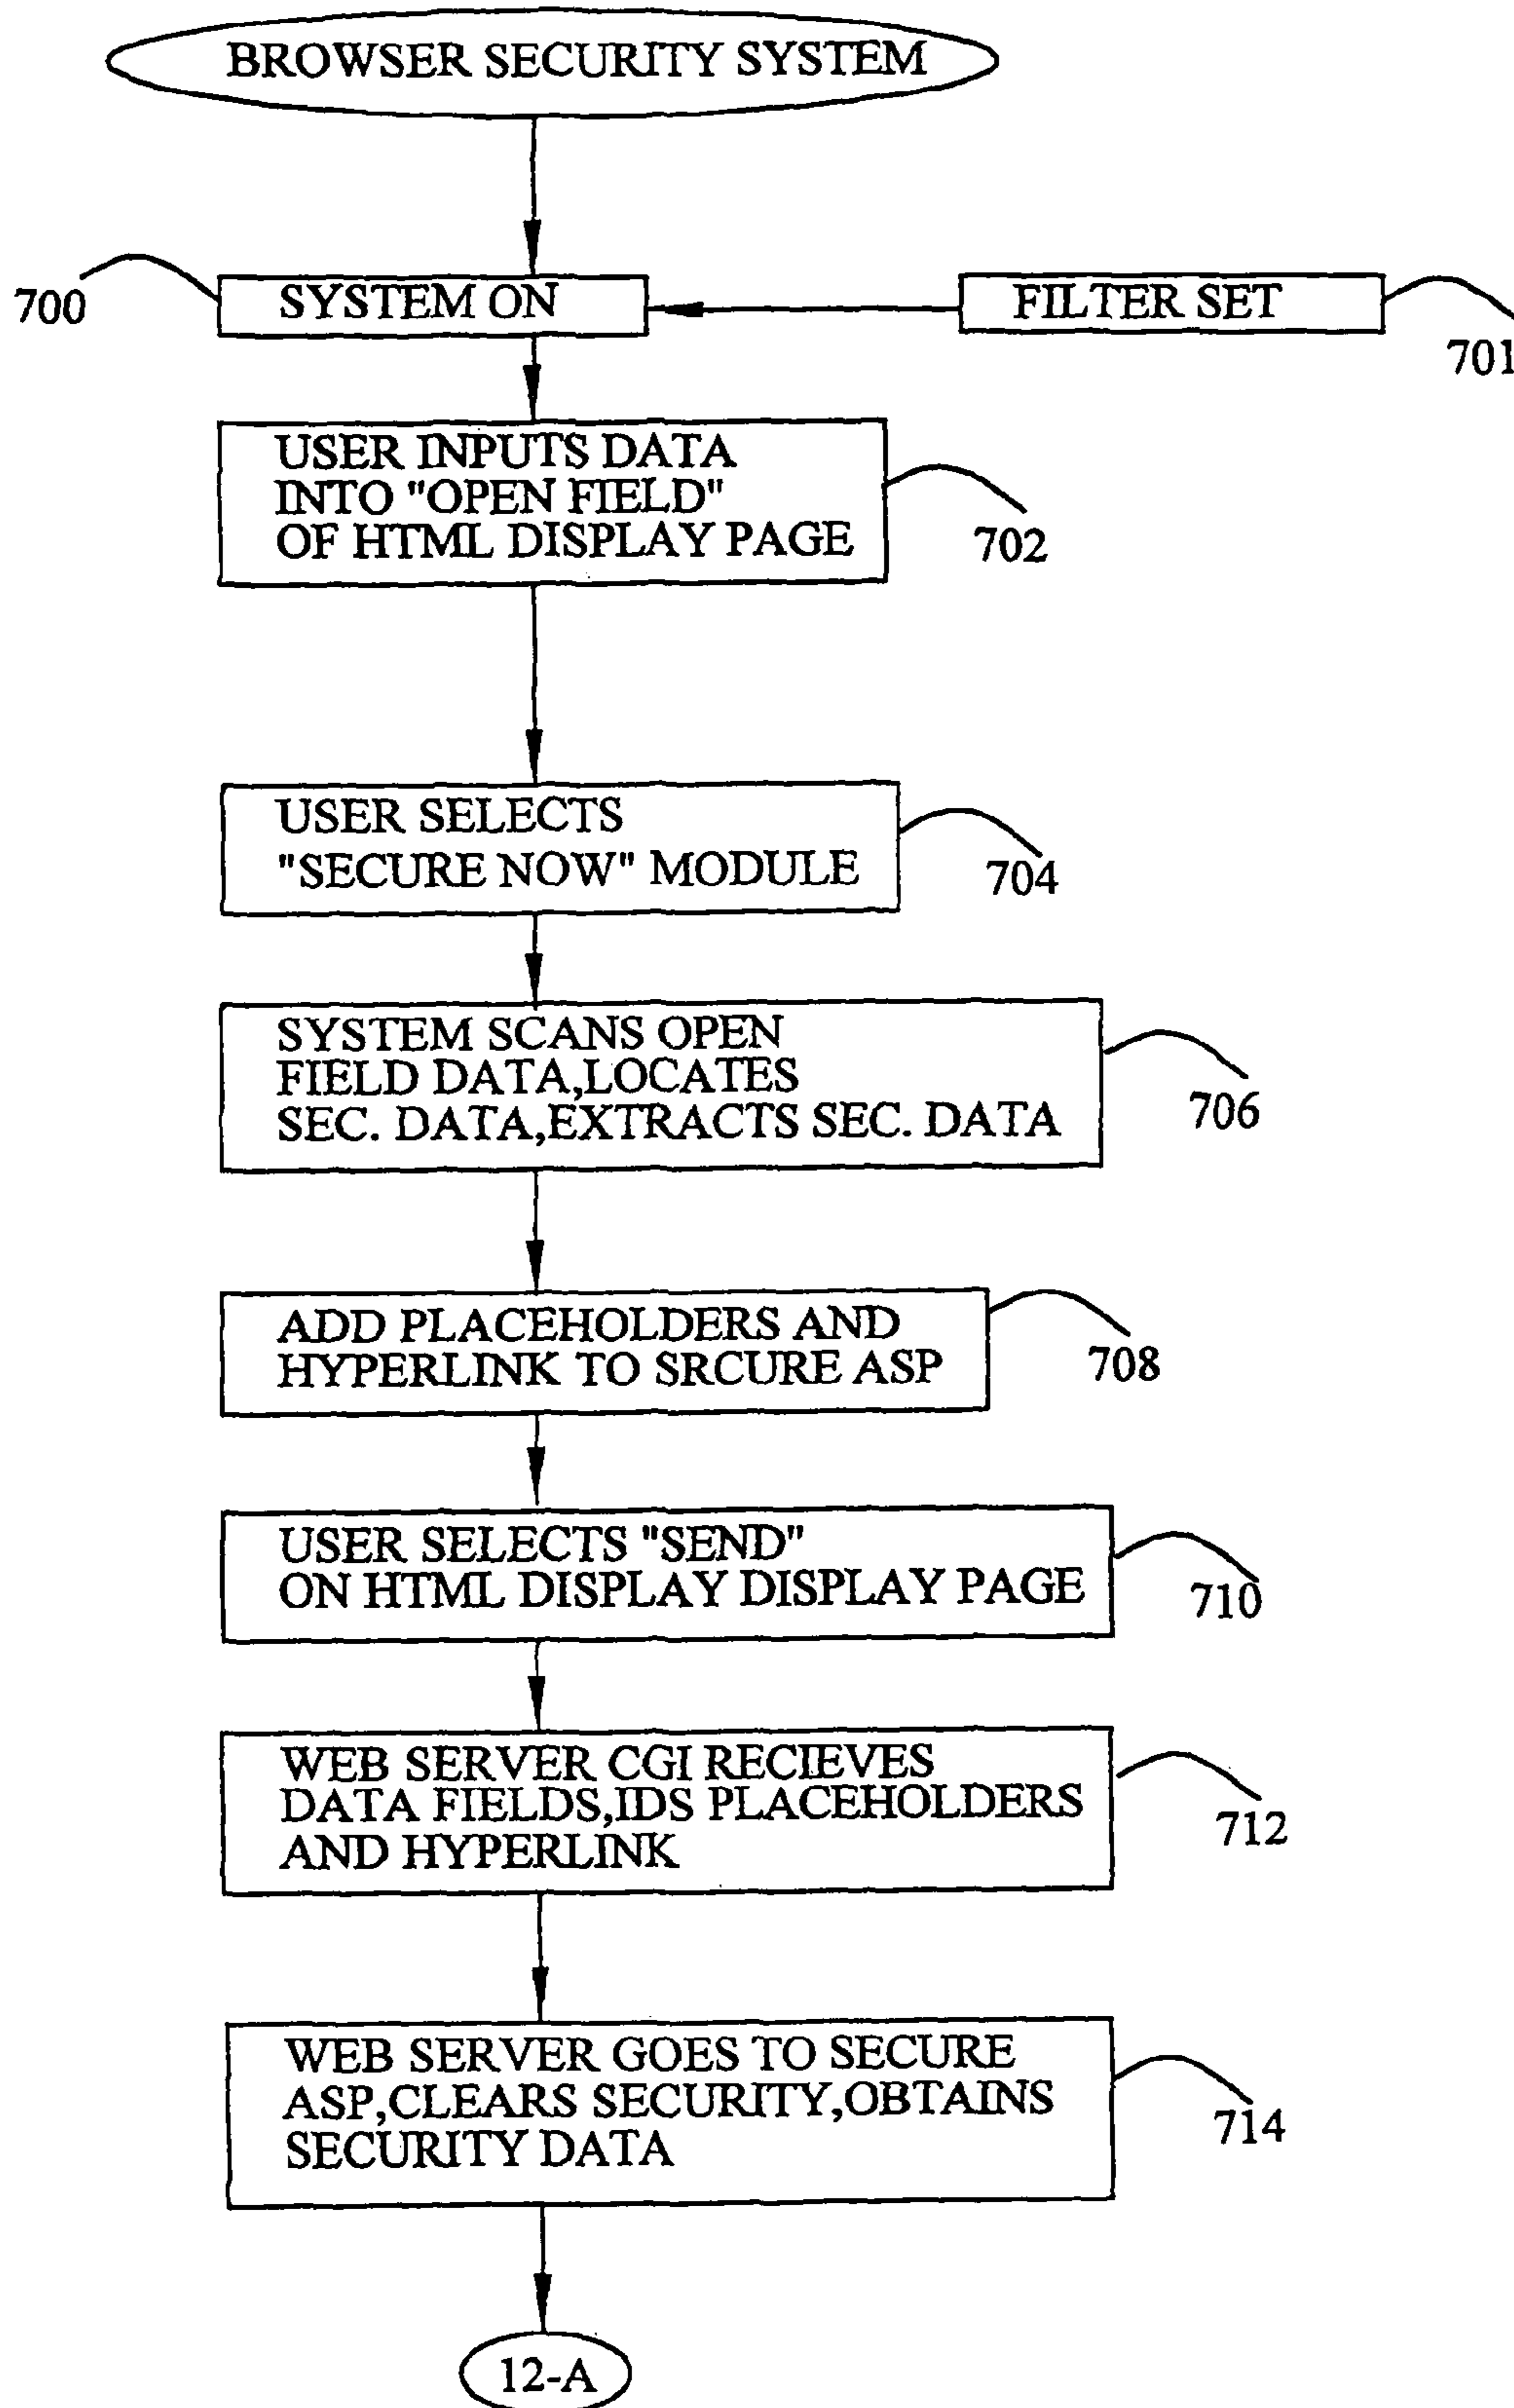 BROWSER SECURITY SYSTEM
700
SYSTEM ON
FILTER SET
701
USER INPUTS DATA
INTO "OPEN FIELD"
OF HTML DISPLAY PAGE
702
USER SELECTS
"SECURE NOW" MODULE
704
SYSTEM SCANS OPEN
FIELD DATA,LOCATES
SEC. DATA,EXTRACTS SEC. DATA
706
ADD PLACEHOLDERS AND
HYPERLINK TO SRCURE ASP
708
USER SELECTS "SEND"
ON HTML DISPLAY DISPLAY PAGE
710
WEB SERVER CGI RECIEVES
DATA FIELDS,IDS PLACEHOLDERS
AND HYPERLINK
712
WEB SERVER GOES TO SECURE
ASP,CLEARS SECURITY,OBTAINS
SECURITY DATA
714
12-A